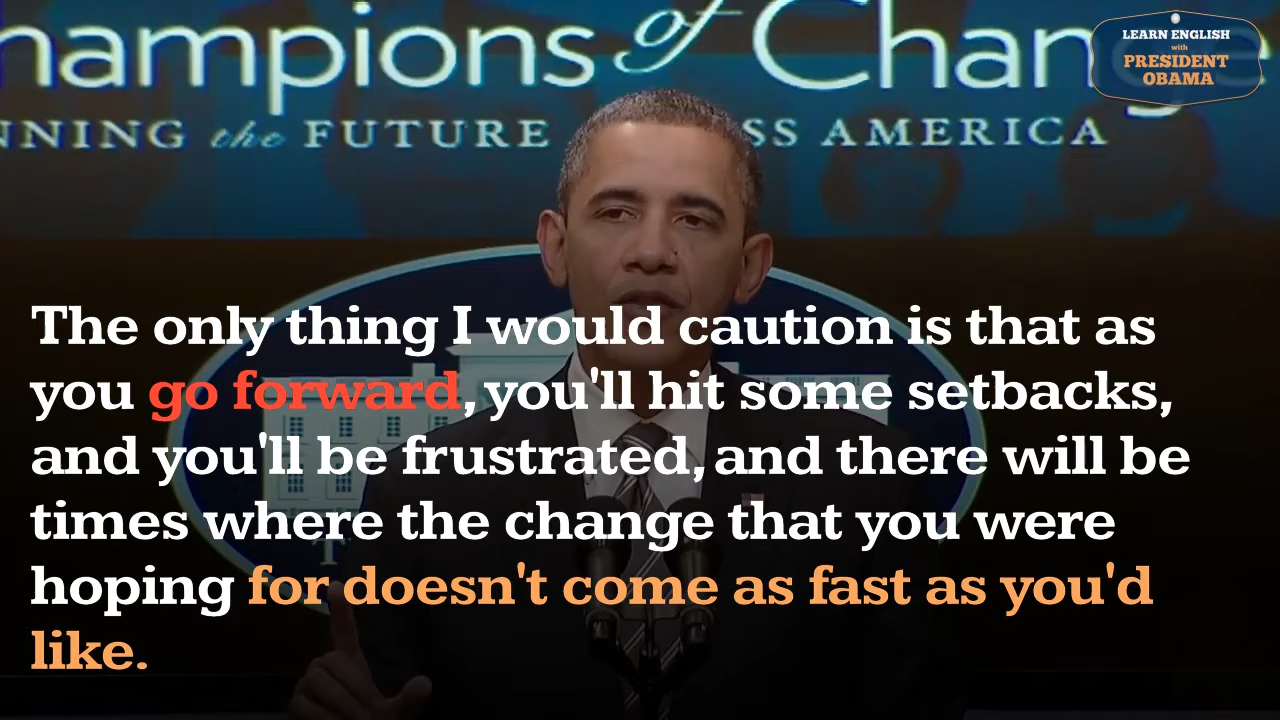 hampions of Change
NNING the FUTURE SS AMERICA
LEARN ENGLISH
with
PRESIDENT
OBAMA
The only thing I would caution is that as
you go forward, you'll hit some setbacks,
and you'll be frustrated, and there will be
times where the change that you were
hoping for doesn't come as fast as you'd
like.